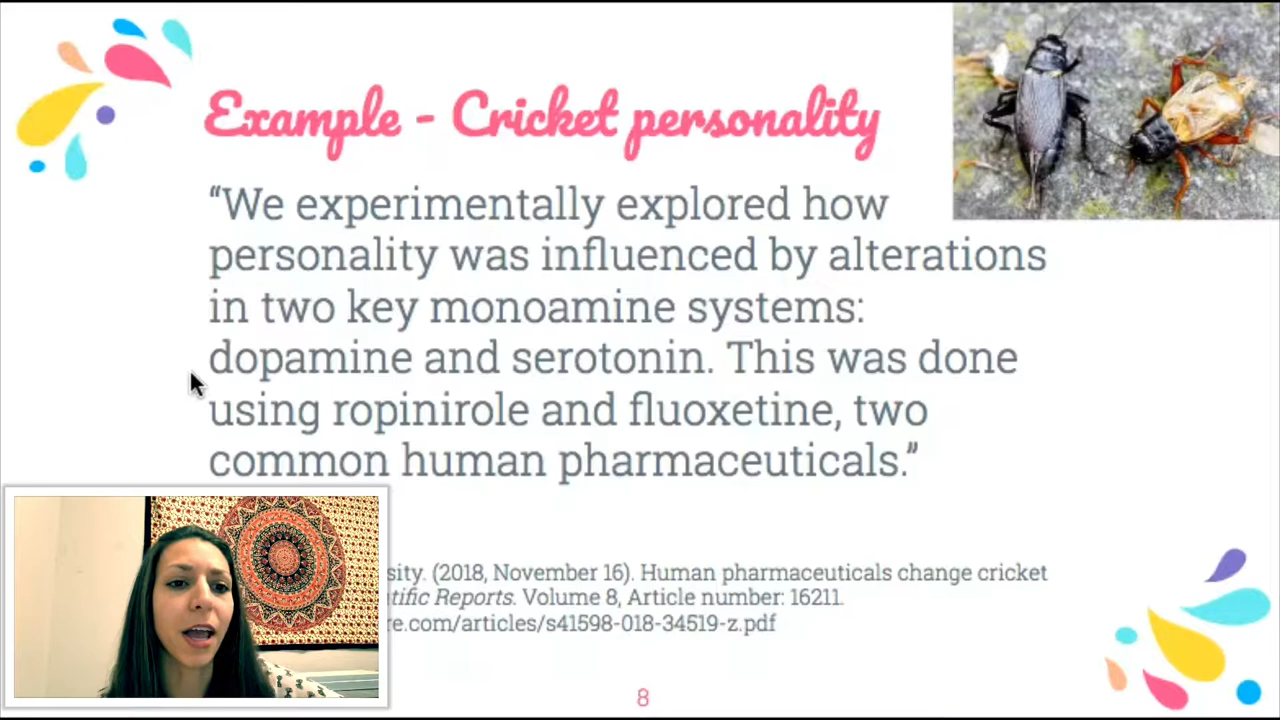 Example - Cricket personality
“We experimentally explored how
personality was influenced by alterations
in two key monoamine systems:
dopamine and serotonin. This was done
using ropinirole and fluoxetine, two
common human pharmaceuticals.”
(2018, November 16). Human pharmaceuticals change cricket
Reports. Volume 8, Article number: 16211.
re.com/articles/s41598-018-34519-z.pdf
8